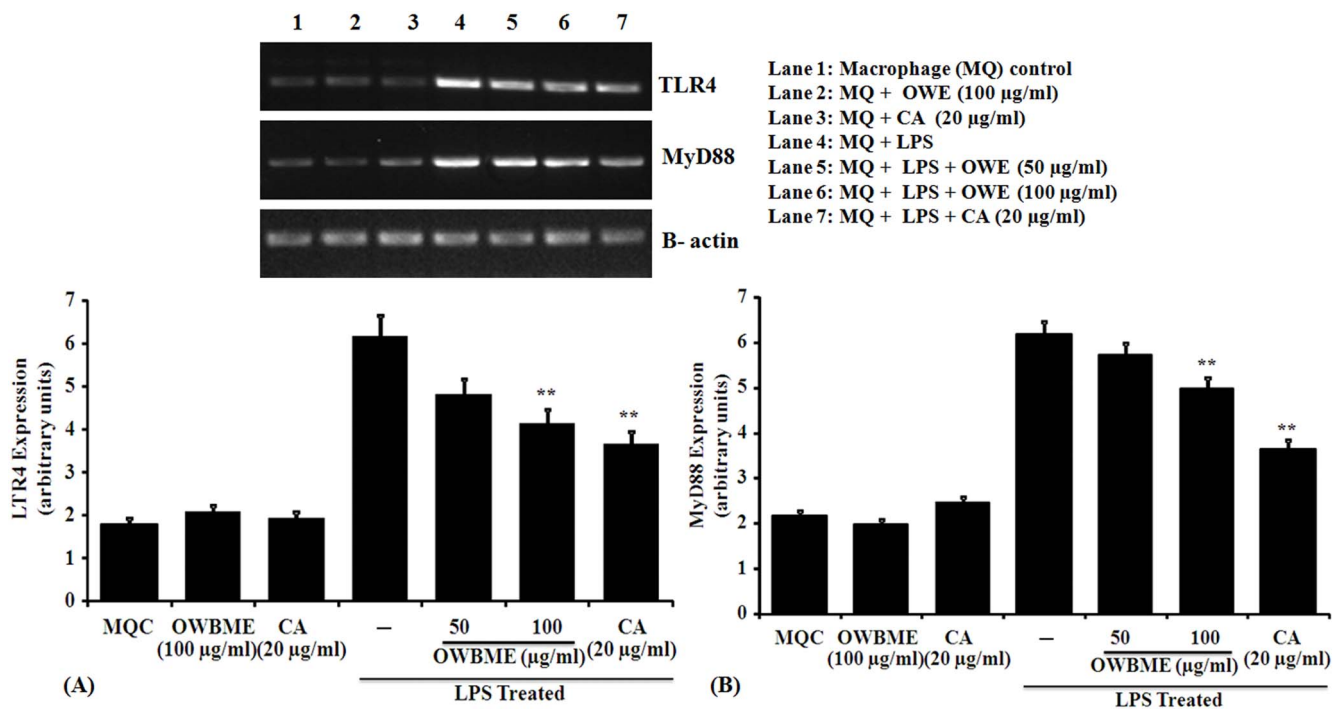 1 2 3 4 5 6 7
TLR4
MyD88
B- actin
Lane 1: Macrophage (MQ) control
Lane 2: MQ + OWE (100 µg/ml)
Lane 3: MQ + CA (20 µg/ml)
Lane 4: MQ + LPS
Lane 5: MQ + LPS + OWE (50 µg/ml)
Lane 6: MQ + LPS + OWE (100 µg/ml)
Lane 7: MQ + LPS + CA (20 µg/ml)
LTR4 Expression
(arbitrary units)
7
6
5
4
3
2
1
0
**
**
MQC OWBME CA – 50 100 CA
(100 µg/ml) (20 µg/ml) OWBME (µg/ml) (20 µg/ml)
LPS Treated
(A)
MyD88 Expression
(arbitrary units)
7
6
5
4
3
2
1
0
**
**
MQC OWBME CA – 50 100 CA
(100 µg/ml) (20 µg/ml) OWBME (µg/ml) (20 µg/ml)
LPS Treated
(B)